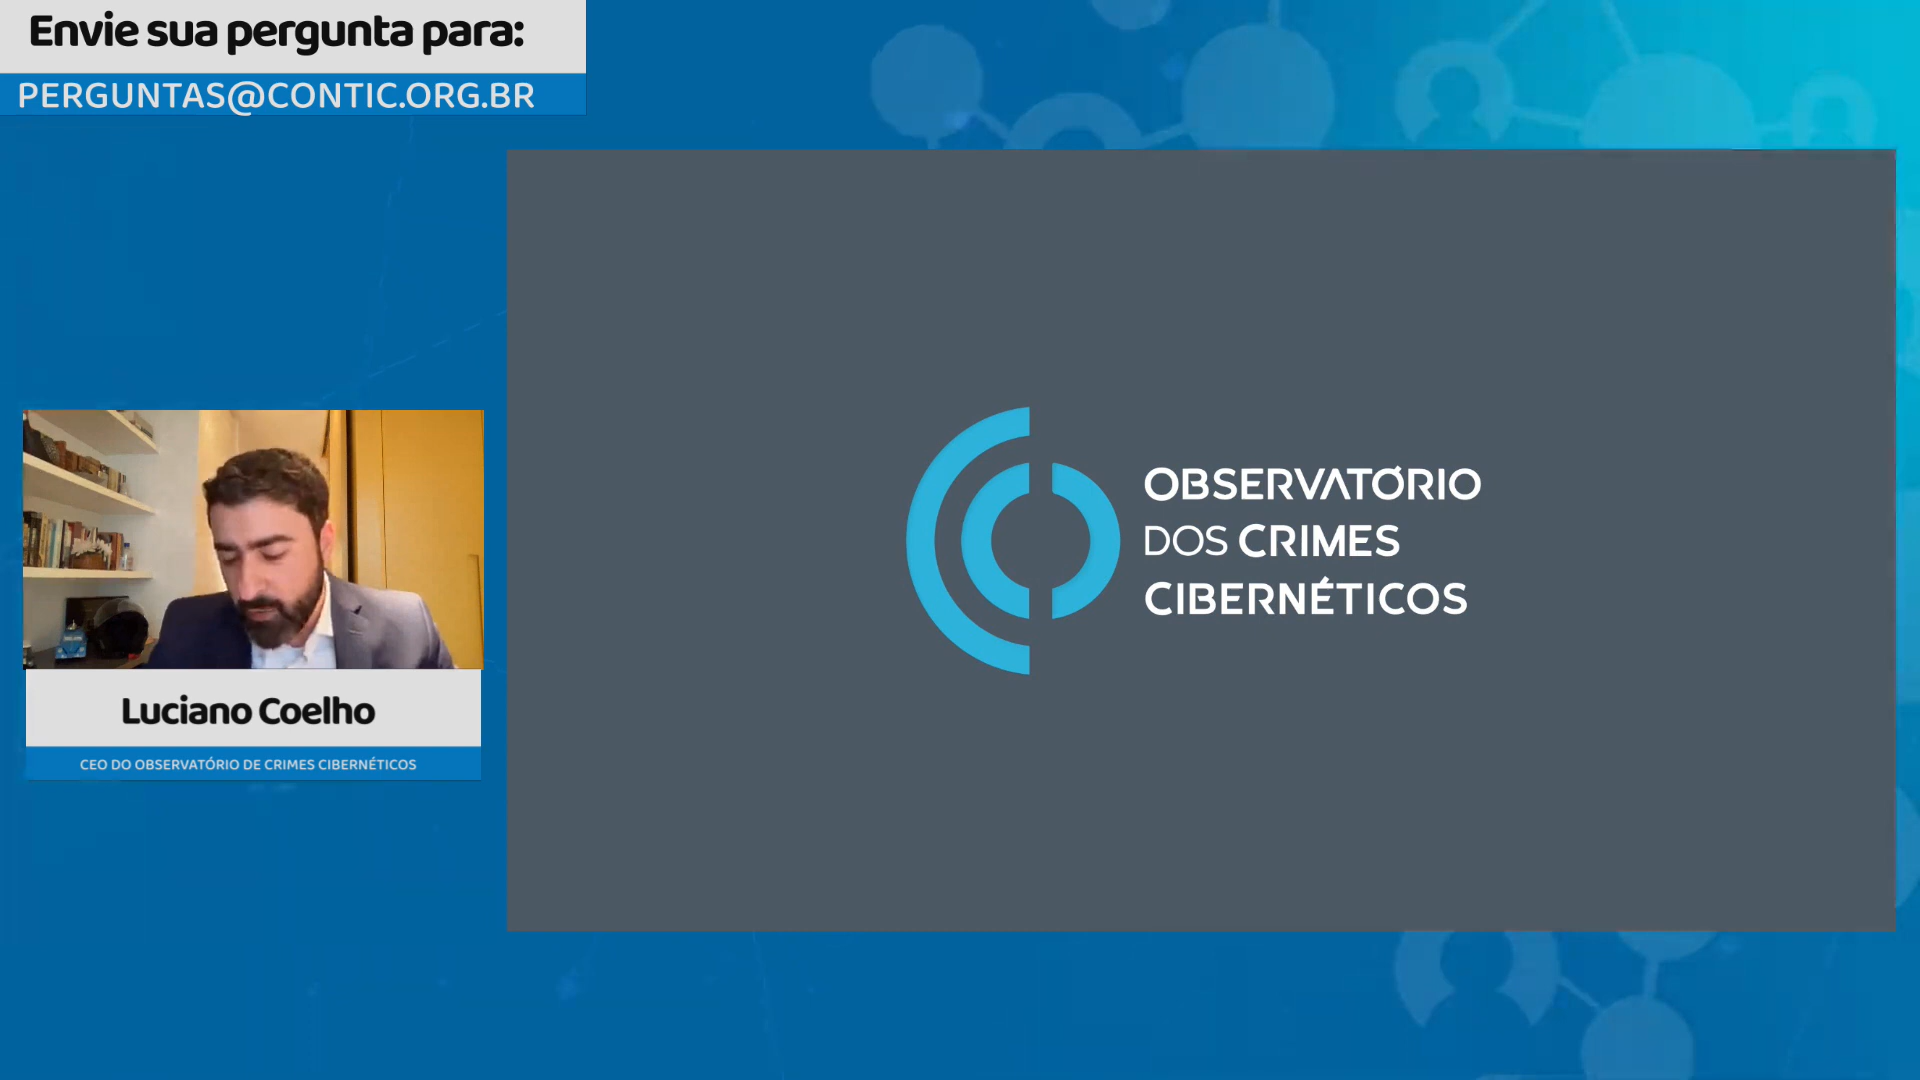 Envie sua pergunta para:
PERGUNTAS@CONTIC.ORG.BR
OBSERVATÓRIO
DOS CRIMES
CIBERNÉTICOS
Luciano Coelho
CEO DO OBSERVATÓRIO DE CRIMES CIBERNÉTICOS